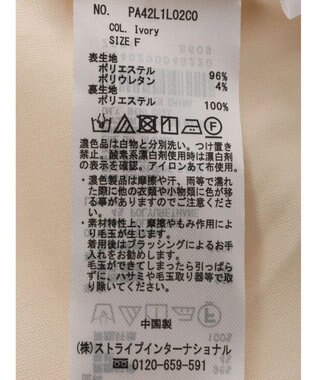 NO. PA42L1L02C0
COL. Ivory
SIZE F
表生地
ポリエステル 96%
ポリウレタン 4%
裏生地
ポリエステル 100%
濃色品は白物と分別洗い。つけ置き
禁止。酸素系漂白剤使用時は漂白剤
の表示を確認。アイロンあて布使用。
・濃色製品は摩擦や汗、雨等で濡れ
た際に他の衣類や小物類に色が移
る事がありますのでご注意くださ
い。
・素材特性上、摩擦やもみ作用によ
り毛玉が生じます。
着用後はブラッシングによるお手
入れをお勧めします。
毛玉ができてしまったら引っぱら
ずに、ハサミや毛玉取り器等で取
り除いてください。
中国製
(株)ストライプインターナショナル
☎ 0120-659-591